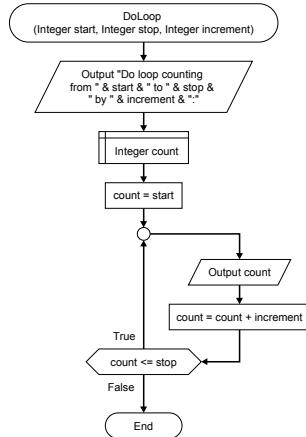 DoLoop
(Integer start, Integer stop, Integer increment)
Output "Do loop counting
from " & start & " to " & stop &
" by " & increment & ":"
Integer count
count = start
Output count
count = count + increment
True
count <= stop
False
End